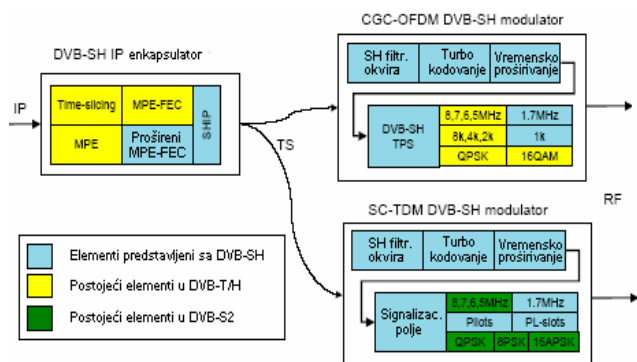 CGC-OFDM DVB-SH modulator
DVB-SH IP enkapsulator
SH filtr. okvira
Turbo kodovanje
Vremensko proširivanje
IP
Time-slicing
MPE-FEC
MPE
Prošireni MPE-FEC
SHIP
TS
DVB-SH TPS
8,7,6,5MHz
1.7MHz
8k,4k,2k
1k
QPSK
16QAM
RF
SC-TDM DVB-SH modulator
SH filtr. okvira
Turbo kodovanje
Vremensko proširivanje
Signalizac. polje
8,7,6,5MHz
1.7MHz
Pilots
PL-slots
QPSK
8PSK
16APSK
Elementi predstavljeni sa DVB-SH
Postojeći elementi u DVB-T/H
Postojeći elementi u DVB-S2